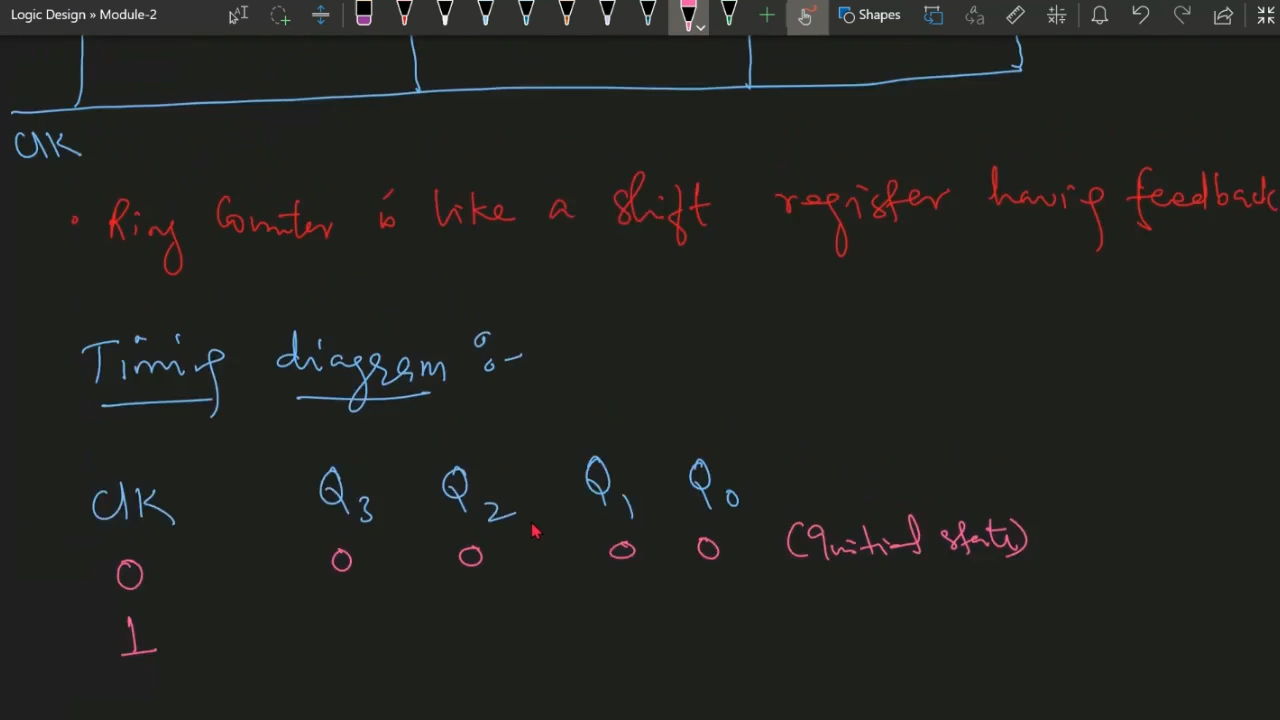 Logic Design » Module-2
Shapes
Clk
• Ring Counter is like a shift register having feedback
Timing diagram :-
Clk Q3 Q2 Q1 Q0
0 0 0 0 0 (Initial state)
1